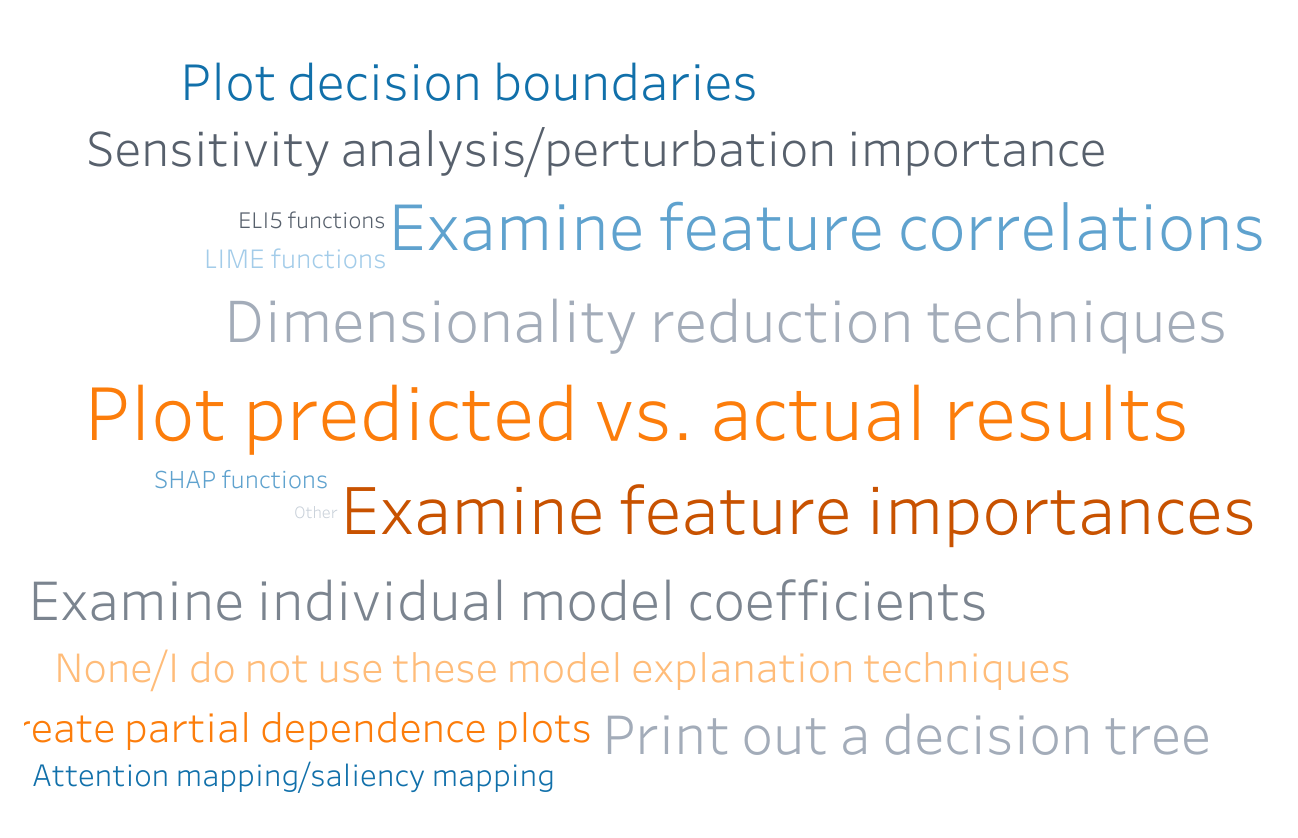 Plot decision boundaries
Sensitivity analysis/perturbation importance
ELI5 functions
Examine feature correlations
LIME functions
Dimensionality reduction techniques
Plot predicted vs. actual results
SHAP functions
Other
Examine feature importances
Examine individual model coefficients
None/I do not use these model explanation techniques
reate partial dependence plots
Print out a decision tree
Attention mapping/saliency mapping